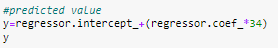 #predicted value
y=regressor.intercept_+(regressor.coef_*34)
y